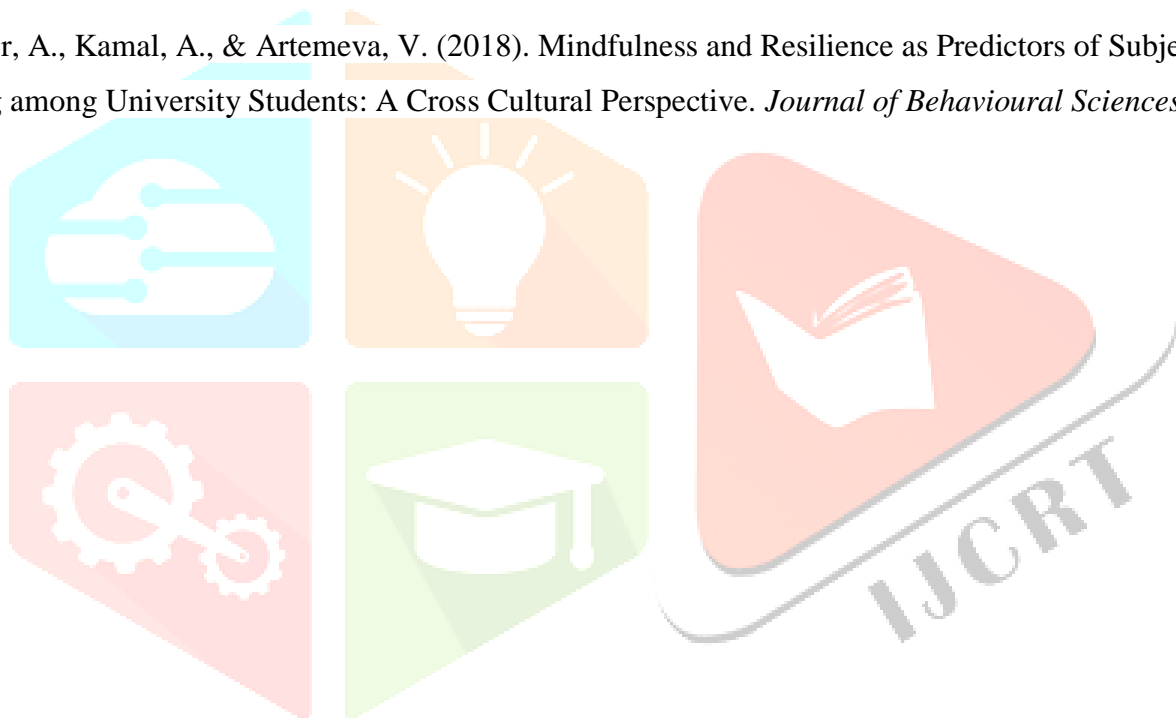 r, A., Kamal, A., & Artemeva, V. (2018). Mindfulness and Resilience as Predictors of Subje
g among University Students: A Cross Cultural Perspective. Journal of Behavioural Sciences
IJCRT